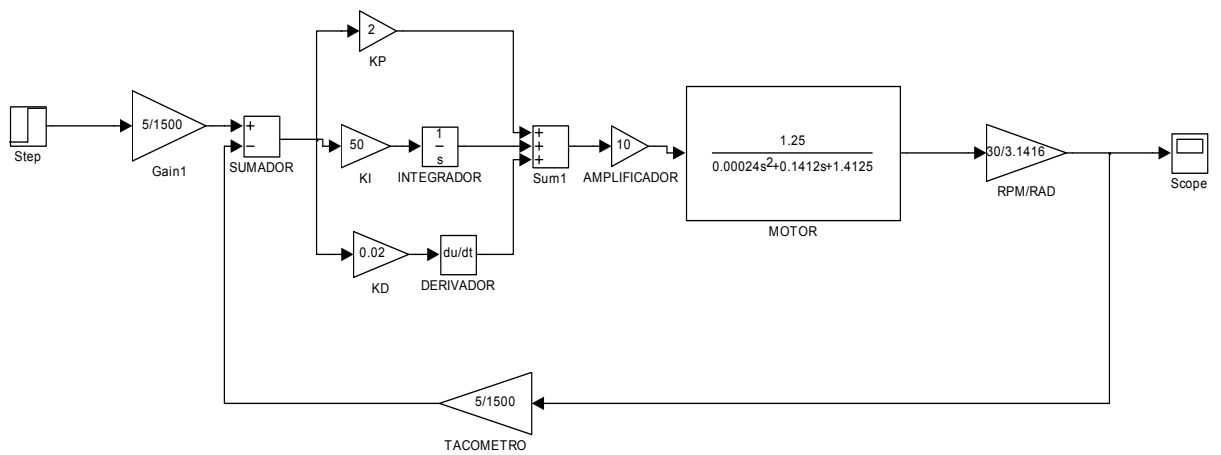 Step
5/1500
Gain1
+
−
SUMADOR
2
KP
50
KI
1
s
INTEGRADOR
0.02
KD
du/dt
DERIVADOR
+
+
+
Sum1
10
AMPLIFICADOR
1.25
0.00024s²+0.1412s+1.4125
MOTOR
30/3.1416
RPM/RAD
Scope
5/1500
TACOMETRO